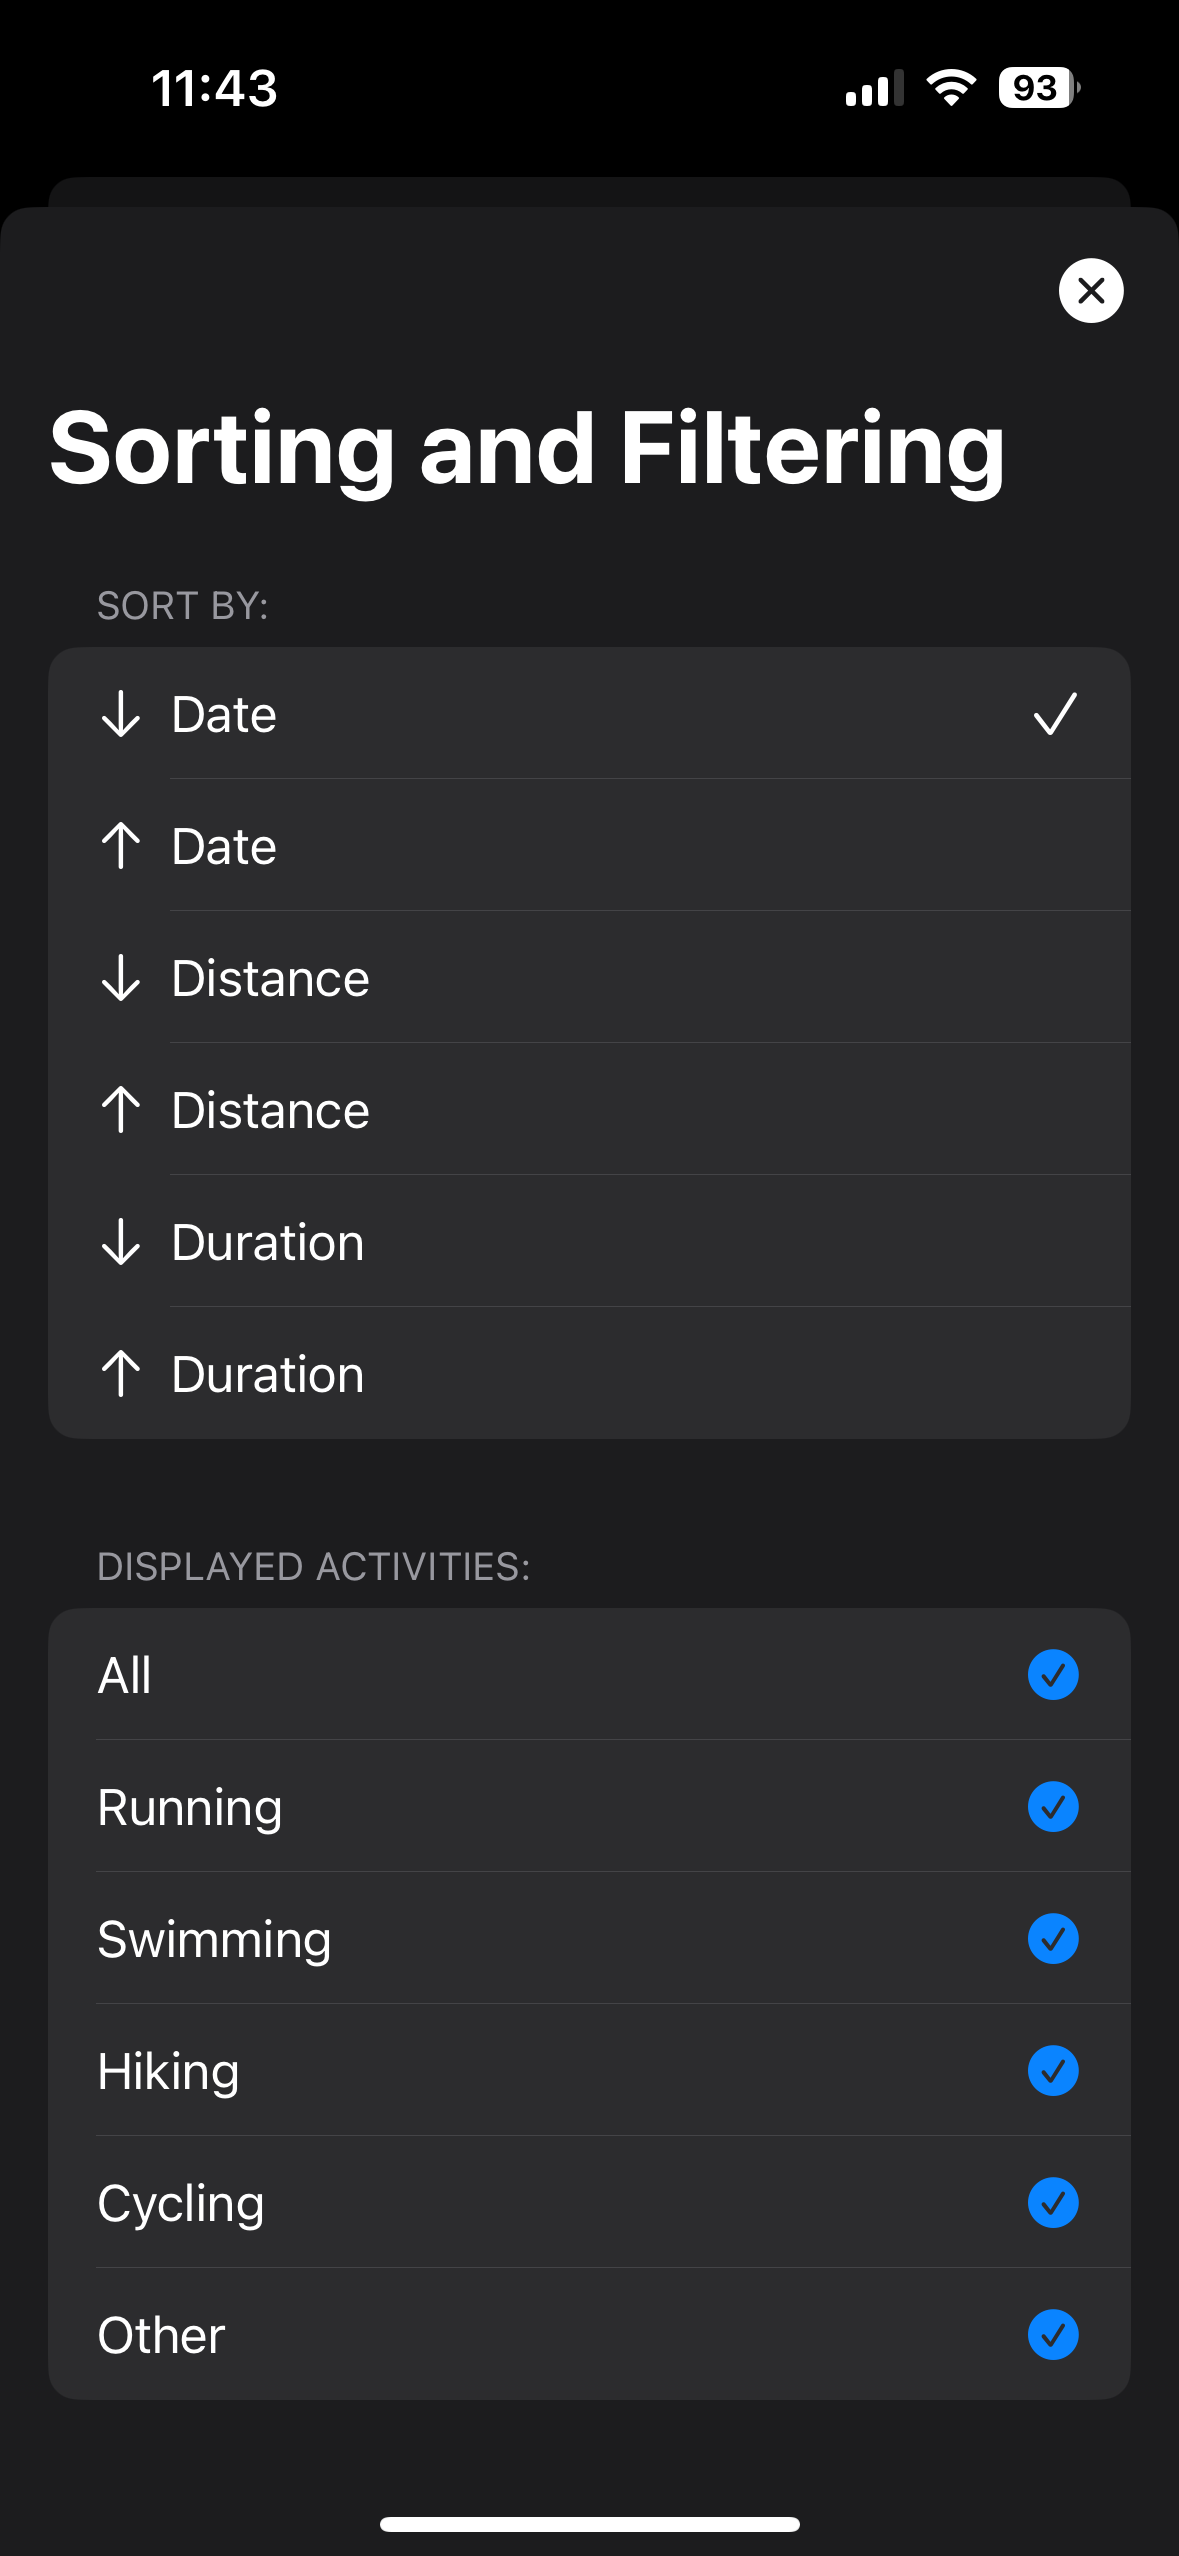 11:43
93
Sorting and Filtering
SORT BY:
↓ Date
↑ Date
↓ Distance
↑ Distance
↓ Duration
↑ Duration
DISPLAYED ACTIVITIES:
All
Running
Swimming
Hiking
Cycling
Other